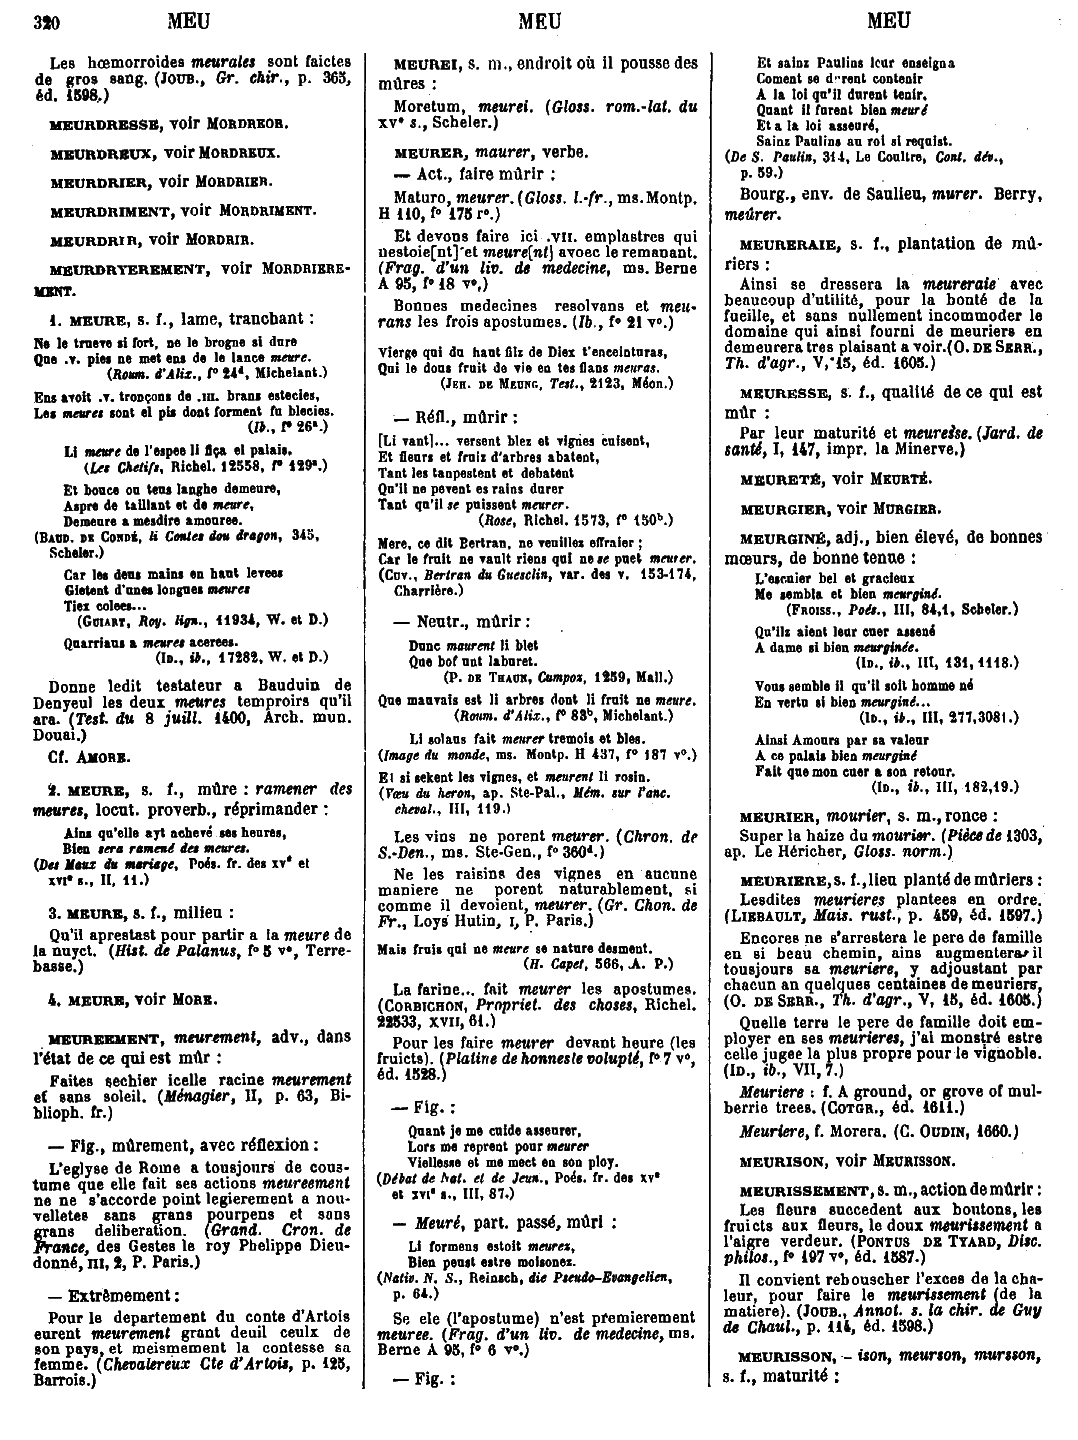 320 MEU MEU MEU
Les hœmorroides meurales sont faictes
de gros sang. (JOUB., Gr. chir., p. 365,
éd. 1598.)
MEURDRESSE, voir MORDREOR.
MEURDREUX, voir MORDREUX.
MEURDRIER, voir MORDRIER.
MEURDRIMENT, voir MORDRIMENT.
MEURDRIR, voir MORDRIR.
MEURDRYEREMENT, voir MORDRIERE-
MENT.
1. MEURE, s. f., lame, tranchant :
Ne le trueve si fort, ne le brogne si dure
Que .v. pies ne met ens de le lance meure.
(Roum. d'Alix., f° 24ᵈ, Michelant.)
Ens avoit .v. tronçons de .III. brans estecies,
Les meures sont el pis dont forment fu blecies.
(Ib., f° 26ᵃ.)
Li meure de l'espee li fiça el palais.
(Les Chetifs, Richel. 12558, f° 129ᵃ.)
Et bouce ou tens langhe demeure,
Aspre de taillant et de meure,
Demeure a mesdire amouree.
(BAUD. DE CONDÉ, li Contes dou dragon, 345,
Scheler.)
Car les deus mains en haut levees
Gietent d'unes longues meures
Tiex colees...
(GUIART, Roy. lign., 11934, W. et D.)
Quarriaus a meures acerees.
(ID., ib., 17282, W. et D.)
Donne ledit testateur a Bauduin de
Denyeul les deux meures temproirs qu'il
ara. (Test. du 8 juill. 1400, Arch. mun.
Douai.)
Cf. AMORE.
2. MEURE, s. f., mûre : ramener des
meures, locut. proverb., réprimander :
Ains qu'elle ayt achevé ses heures,
Bien sera ramené des meures.
(Des Maux du mariage, Poés. fr. des xvᵉ et
xvıᵉ s., II, 11.)
3. MEURE, s. f., milieu :
Qu'il aprestast pour partir a la meure de
la nuyct. (Hist. de Palanus, f° 5 v°, Terre-
basse.)
4. MEURE, voir MORE.
MEUREEMENT, meurement, adv., dans
l'état de ce qui est mûr :
Faites sechier icelle racine meurement
et sans soleil. (Ménagier, II, p. 63, Bi-
blioph. fr.)
— Fig., mûrement, avec réflexion :
L'eglyse de Rome a tousjours de cous-
tume que elle fait ses actions meureement
ne ne s'accorde point legierement a nou-
velletes sans grans pourpens et sans
grans deliberation. (Grand. Cron. de
France, des Gestes le roy Phelippe Dieu-
donné, III, 2, P. Paris.)
— Extrêmement :
Pour le departement du conte d'Artois
eurent meurement grant deuil ceulx de
son pays, et meismement la contesse sa
femme. (Chevalereux Cte d'Artois, p. 125,
Barrois.)
MEUREI, s. m., endroit où il pousse des
mûres :
Moretum, meurei. (Gloss. rom.-lat. du
xvᵉ s., Scheler.)
MEURER, maurer, verbe.
— Act., faire mûrir :
Maturo, meurer. (Gloss. l.-fr., ms. Montp.
H 110, f° 175 r°.)
Et devons faire ici .VII. emplastres qui
nestoie[nt] et meure[nt] avoec le remanant.
(Frag. d'un liv. de medecine, ms. Berne
A 95, f° 18 v°.)
Bonnes medecines resolvans et meu-
rans les frois apostumes. (Ib., f° 21 v°.)
Vierge qui du haut filz de Diex t'enceinturas,
Qui le dous fruit de vie en tes flans meuras.
(JEH. DE MEUNG, Test., 2123, Méon.)
— Réfl., mûrir :
[Li vant]... versent blez et vignes cuisent,
Et fleurs et fruiz d'arbres abatent,
Tant les tanpestent et debatent
Qu'il ne pevent es rains durer
Tant qu'il se puissent meurer.
(Rose, Richel. 1573, f° 150ᵇ.)
Mere, ce dit Bertran, ne veuillez effraier ;
Car le fruit ne vault riens qui ne se puet meurer.
(CUV., Bertran du Guesclin, var. des v. 153-174,
Charrière.)
— Neutr., mûrir :
Dunc maurent li blet
Que bof unt laburet.
(P. DE THAUN, Cumpoz, 1259, Mall.)
Que mauvais est li arbres dont li fruit ne meure.
(Roum. d'Alix., f° 83ᵇ, Michelant.)
Li solaus fait meurer tremois et bles.
(Image du monde, ms. Montp. H 437, f° 187 v°.)
Et si sekent les vignes, et meurent li rosin.
(Vœu du heron, ap. Ste-Pal., Mém. sur l'anc.
cheval., III, 119.)
Les vins ne porent meurer. (Chron. de
S.-Den., ms. Ste-Gen., f° 360ᵈ.)
Ne les raisins des vignes en aucune
maniere ne porent naturablement, si
comme il devoient, meurer. (Gr. Chon. de
Fr., Loys Hutin, I, P. Paris.)
Mais fruis qui ne meure se nature desment.
(H. Capet, 566, A. P.)
La farine... fait meurer les apostumes.
(CORBICHON, Propriet. des choses, Richel.
22533, XVII, 61.)
Pour les faire meurer devant heure (les
fruicts). (Platine de honneste volupté, f° 7 v°,
éd. 1528.)
— Fig. :
Quant je me cuide asseurer,
Lors me reprent pour meurer
Viellesse et me mect en son ploy.
(Débat de Nat. et de Jeun., Poés. fr. des xvᵉ
et xvıᵉ s., III, 87.)
— Meuré, part. passé, mûri :
Li formens estoit meurez,
Bien peust estre moisonez.
(Nativ. N. S., Reinsch, die Pseudo-Evangelien,
p. 64.)
Se ele (l'apostume) n'est premierement
meuree. (Frag. d'un liv. de medecine, ms.
Berne A 95, f° 6 v°.)
— Fig. :
Et sainz Paulins leur enseigna
Coment se durent contenir
A la loi qu'il durent tenir.
Quant il furent bien meuré
Et a la loi asseuré,
Sainz Paulins au roi si requist.
(De S. Paulin, 314, Le Coultre, Cont. dév.,
p. 59.)
Bourg., env. de Saulieu, murer. Berry,
meûrer.
MEURERAIE, s. f., plantation de mû-
riers :
Ainsi se dressera la meureraie avec
beaucoup d'utilité, pour la bonté de la
fueille, et sans nullement incommoder le
domaine qui ainsi fourni de meuriers en
demeurera tres plaisant a voir. (O. DE SERR.,
Th. d'agr., V, 15, éd. 1605.)
MEURESSE, s. f., qualité de ce qui est
mûr :
Par leur maturité et meureise. (Jard. de
santé, I, 147, impr. la Minerve.)
MEURETÉ, voir MEURTÉ.
MEURGIER, voir MURGIER.
MEURGINÉ, adj., bien élevé, de bonnes
mœurs, de bonne tenue :
L'escuier bel et gracieux
Me sembla et bien meurginé.
(FROISS., Poés., III, 84,1, Scheler.)
Qu'ilz aient leur cuer assené
A dame si bien meurginée.
(ID., ib., III, 131, 1118.)
Vous semble il qu'il soit homme né
En vertu si bien meurginé...
(ID., ib., III, 277,3081.)
Ainsi Amours par sa valeur
A ce palais bien meurginé
Fait que mon cuer a son retour.
(ID., ib., III, 182,19.)
MEURIER, mourier, s. m., ronce :
Super la haize du mourier. (Pièce de 1303,
ap. Le Héricher, Gloss. norm.)
MEURIERE, s. f., lieu planté de mûriers :
Lesdites meurieres plantees en ordre.
(LIEBAULT, Mais. rust., p. 459, éd. 1597.)
Encores ne s'arrestera le pere de famille
en si beau chemin, ains augmentera il
tousjours sa meuriere, y adjoustant par
chacun an quelques centaines de meuriers,
(O. DE SERR., Th. d'agr., V, 15, éd. 1605.)
Quelle terre le pere de famille doit em-
ployer en ses meurieres, j'ai monstré estre
celle jugee la plus propre pour le vignoble.
(ID., ib., VII, 7.)
Meuriere : f. A ground, or grove of mul-
berrie trees. (COTGR., éd. 1611.)
Meuriere, f. Morera. (C. OUDIN, 1660.)
MEURISON, voir MEURISSON.
MEURISSEMENT, s. m., action de mûrir :
Les fleurs succedent aux boutons, les
fruicts aux fleurs, le doux meurissement a
l'aigre verdeur. (PONTUS DE TYARD, Disc.
philos., f° 197 v°, éd. 1587.)
Il convient rebouscher l'exces de la cha-
leur, pour faire le meurissement (de la
matiere). (JOUB., Annot. s. la chir. de Guy
de Chaul., p. 114, éd. 1598.)
MEURISSON, - ison, meurson, mursson,
s. f., maturité :